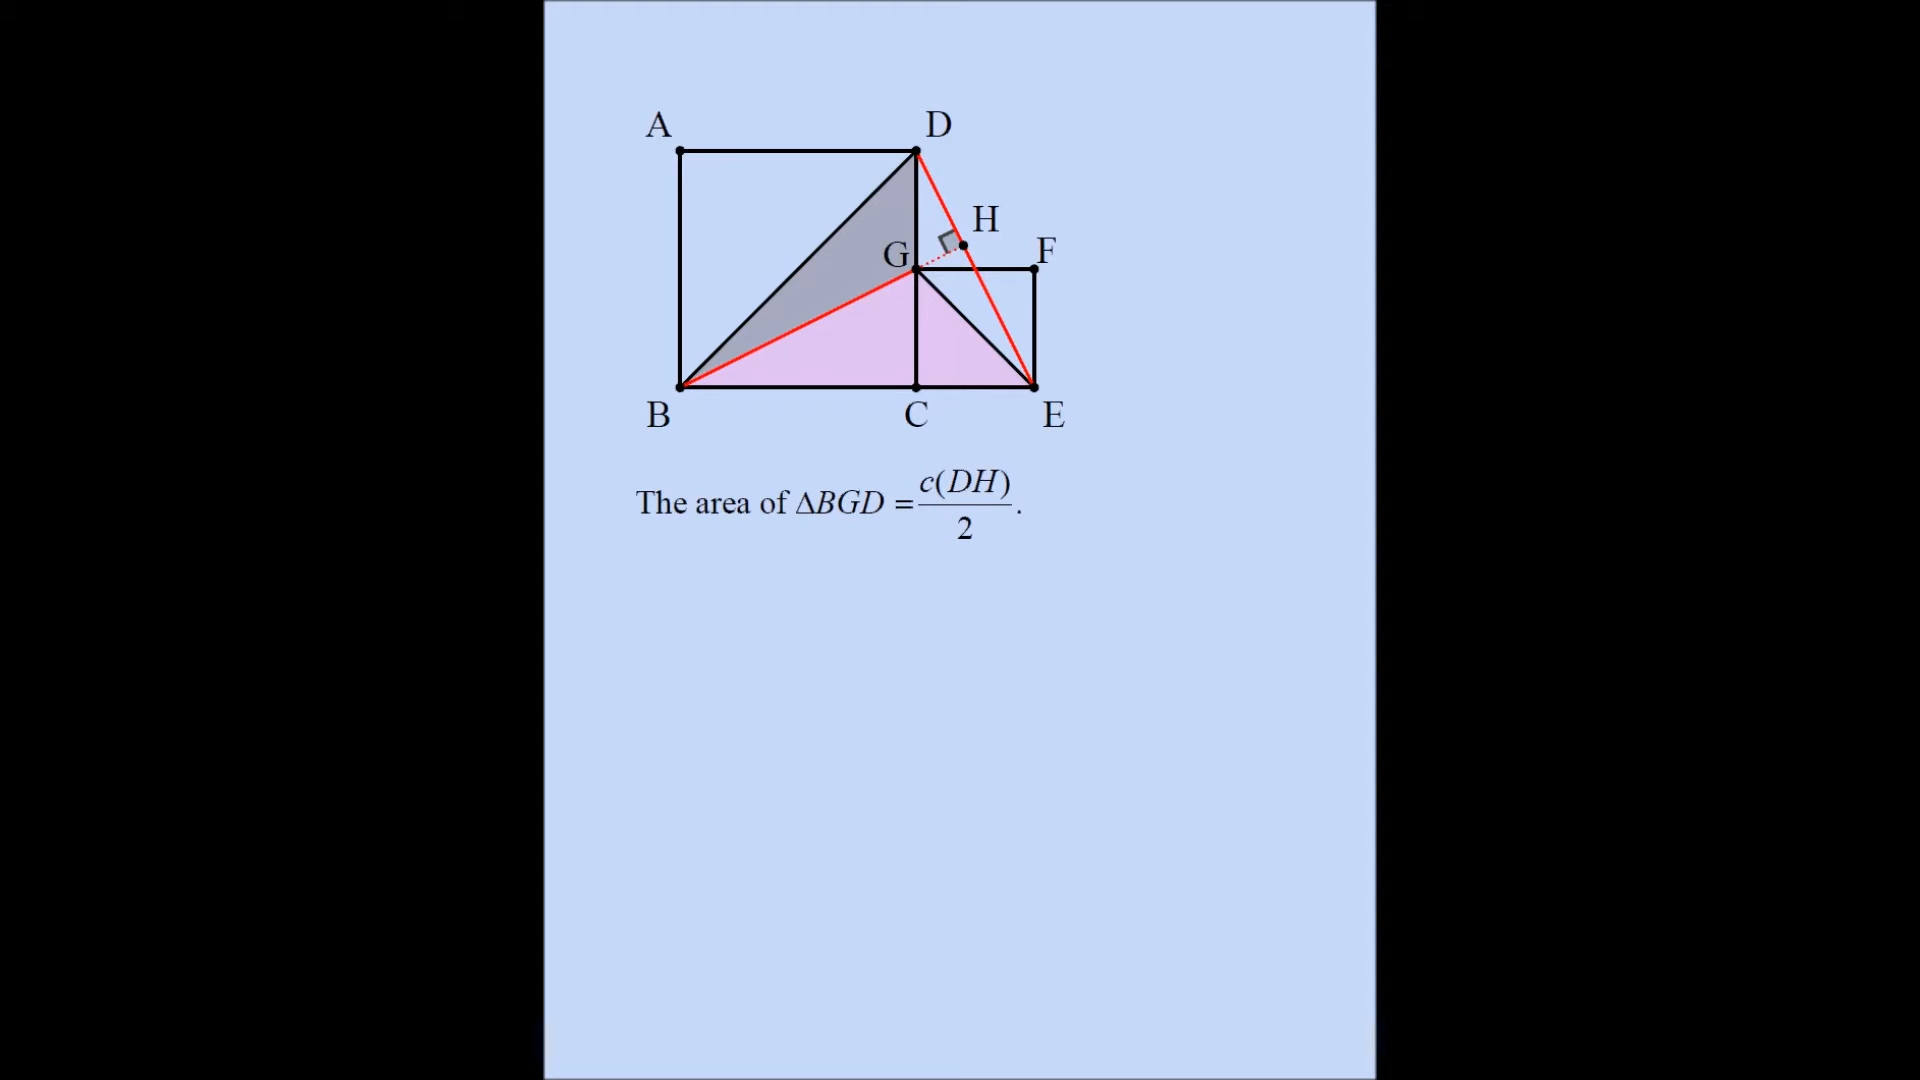 A D
H
G F
B C E
The area of ΔBGD = c(DH)/2.